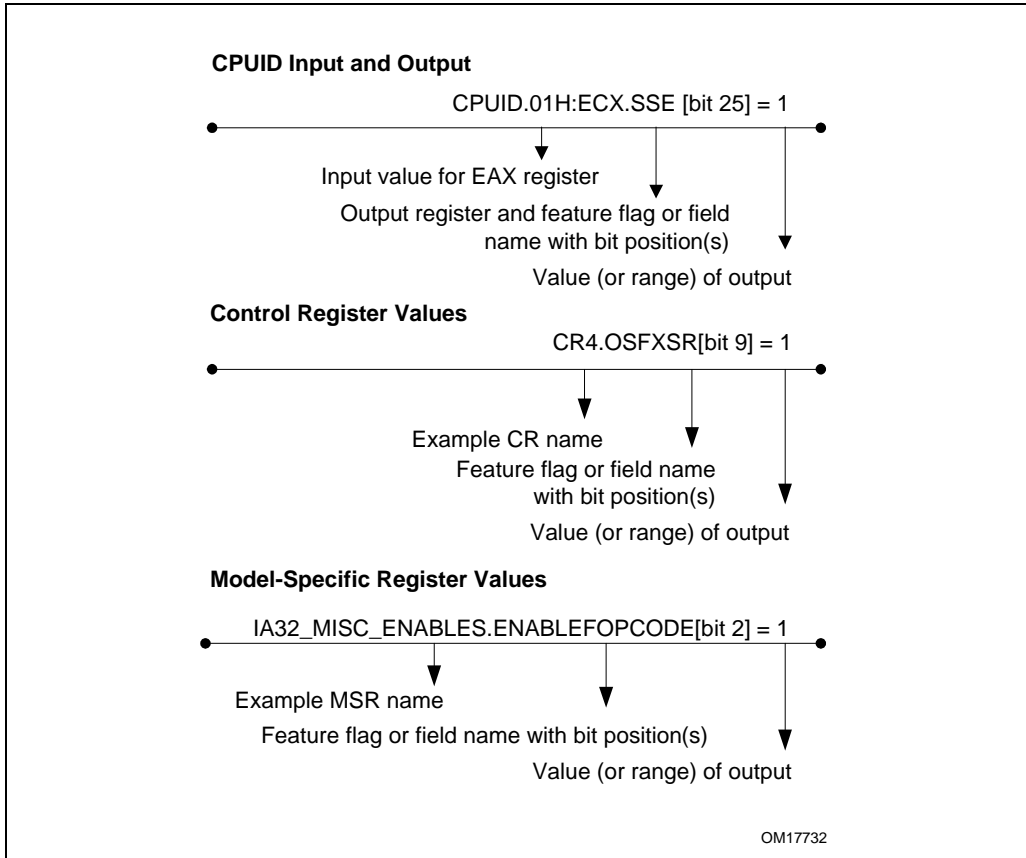 CPUID Input and Output
CPUID.01H:ECX.SSE [bit 25] = 1
Input value for EAX register
Output register and feature flag or field
name with bit position(s)
Value (or range) of output
Control Register Values
CR4.OSFXSR[bit 9] = 1
Example CR name
Feature flag or field name
with bit position(s)
Value (or range) of output
Model-Specific Register Values
IA32_MISC_ENABLES.ENABLEFOPCODE[bit 2] = 1
Example MSR name
Feature flag or field name with bit position(s)
Value (or range) of output
OM17732